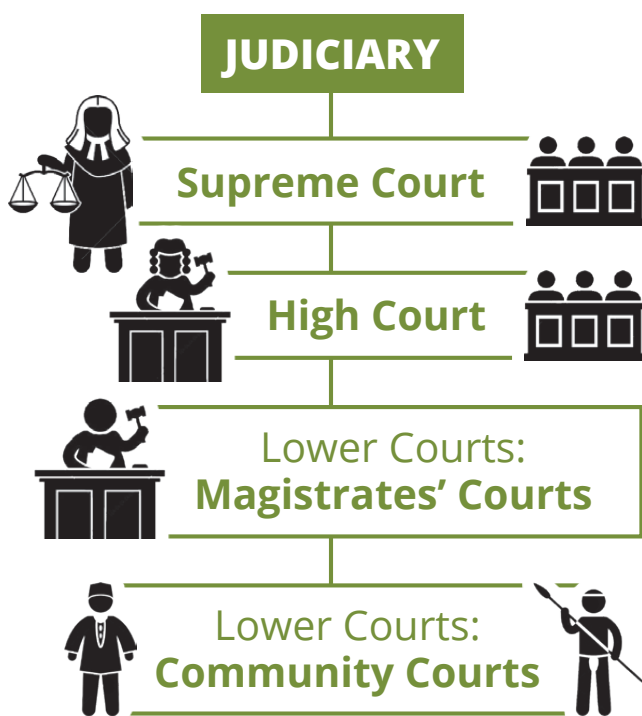 JUDICIARY
Supreme Court
High Court
Lower Courts:
Magistrates’ Courts
Lower Courts:
Community Courts